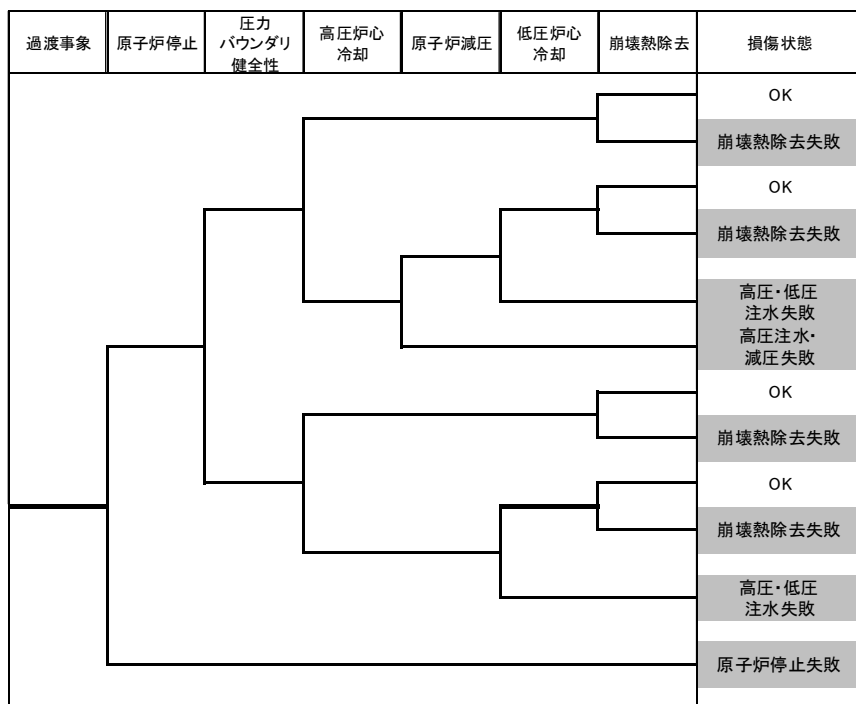 過渡事象
原子炉停止
圧力
バウンダリ
健全性
高圧炉心
冷却
原子炉減圧
低圧炉心
冷却
崩壊熱除去
損傷状態
OK
崩壊熱除去失敗
OK
崩壊熱除去失敗
高圧・低圧
注水失敗
高圧注水・
減圧失敗
OK
崩壊熱除去失敗
OK
崩壊熱除去失敗
高圧・低圧
注水失敗
原子炉停止失敗